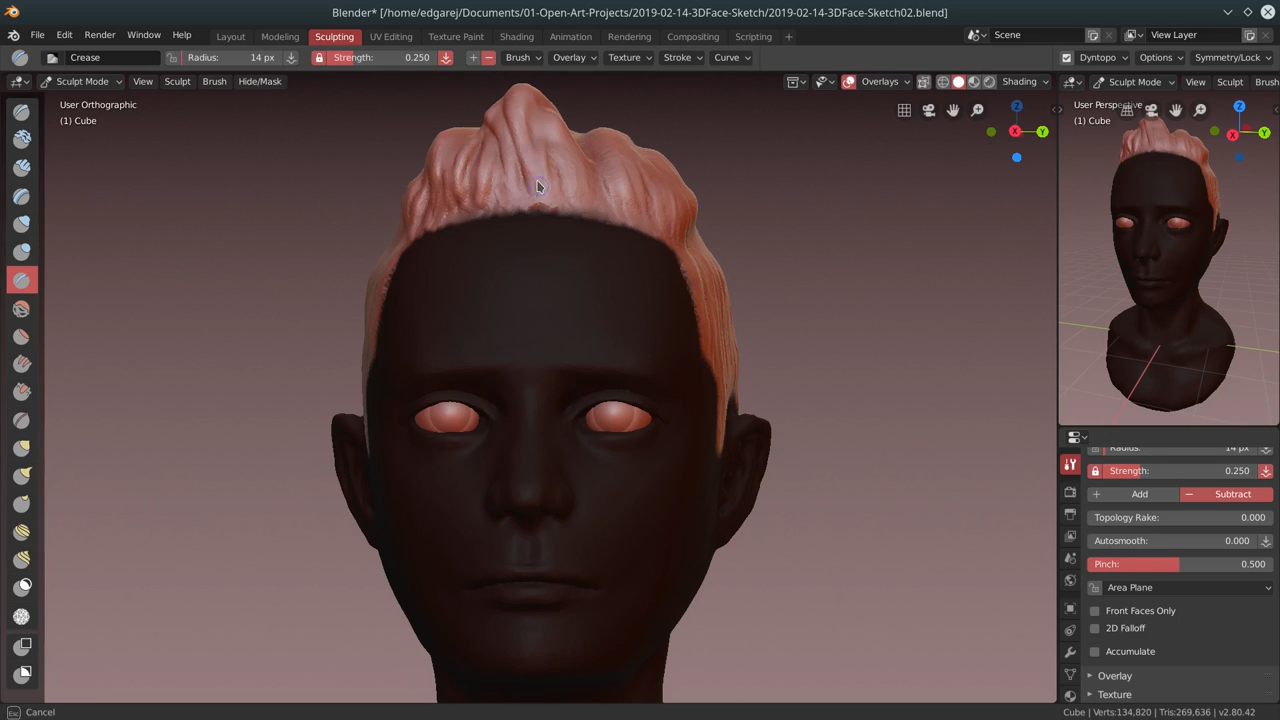 Blender* [/home/edgarej/Documents/01-Open-Art-Projects/2019-02-14-3DFace-Sketch/2019-02-14-3DFace-Sketch02.blend]
File Edit Render Window Help Layout Modeling Sculpting UV Editing Texture Paint Shading Animation Rendering Compositing Scripting + Scene View Layer
Crease Radius: 14 px Strength: 0.250 Brush Overlay Texture Stroke Curve Dyntopo Options Symmetry/Lock
Sculpt Mode View Sculpt Brush Hide/Mask Overlays Shading Sculpt Mode View Sculpt Brush
User Orthographic
(1) Cube
Z
X
Y
User Perspective
(1) Cube
Z
X
Y
Radius: 14 px
Strength: 0.250
Add Subtract
Topology Rake: 0.000
Autosmooth: 0.000
Pinch: 0.500
Area Plane
Front Faces Only
2D Falloff
Accumulate
Overlay
Texture
Esc Cancel
Cube | Verts:134,820 | Tris:269,636 | v2.80.42